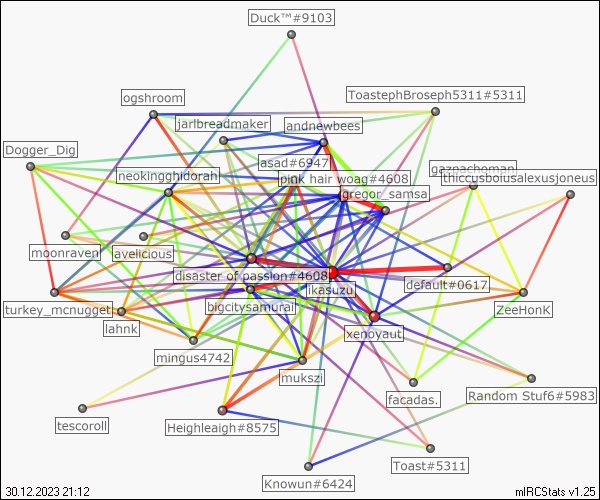 Duck™#9103
ogshroom
ToastephBroseph5311#5311
jarlbreadmaker
andnewbees
Dogger_Dig
asad#6947
gazpachoman
neokingghidorah
pink hair woag#4608
thiccusboitusalexusjoneus
gregor_samsa
moonraven
avelicious
disaster of passion#4608
default#0617
ikasuzu
turkey_mcnugget
bigcitysamurai
ZeeHonK
lahnk
xenoyaut
mingus4742
mukszi
facadas.
Random Stuf6#5983
tescoroll
Heighleaigh#8575
Toast#5311
Knowun#6424
30.12.2023 21:12
mIRCStats v1.25